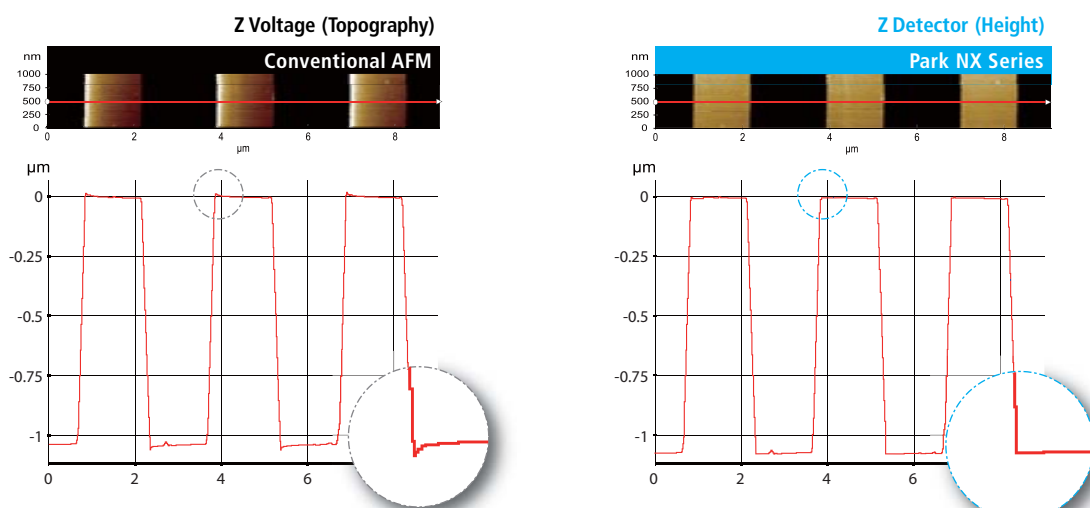 Z Voltage (Topography)
Conventional AFM
nm
1000
750
500
250
0
0 2 4 6 8
µm
µm
0
-0.25
-0.5
-0.75
-1
0 2 4 6
Z Detector (Height)
Park NX Series
nm
1000
750
500
250
0
0 2 4 6 8
µm
µm
0
-0.25
-0.5
-0.75
-1
0 2 4 6